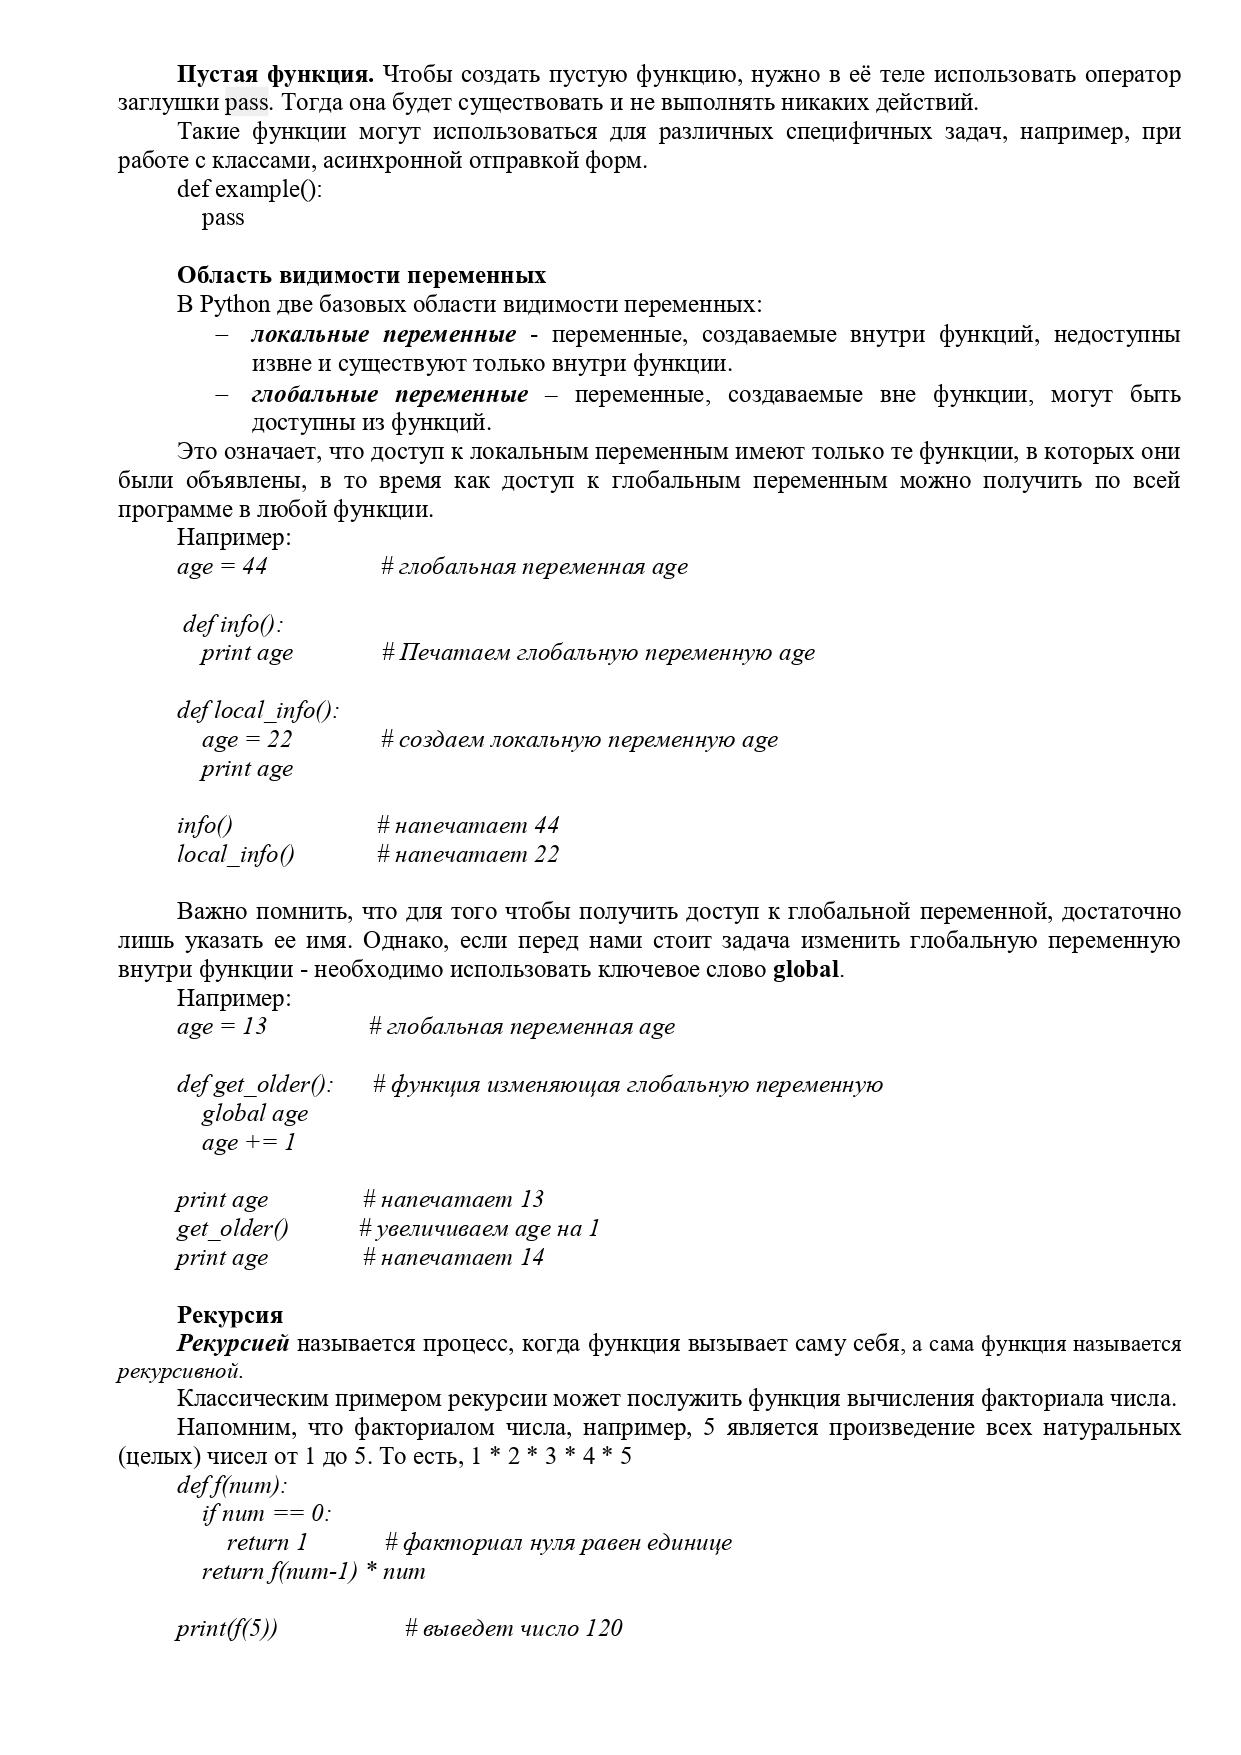 Пустая функция. Чтобы создать пустую функцию, нужно в её теле использовать оператор
заглушки pass. Тогда она будет существовать и не выполнять никаких действий.
Такие функции могут использоваться для различных специфичных задач, например, при
работе с классами, асинхронной отправкой форм.
def example():
pass
Область видимости переменных
В Python две базовых области видимости переменных:
– локальные переменные - переменные, создаваемые внутри функций, недоступны
извне и существуют только внутри функции.
– глобальные переменные – переменные, создаваемые вне функции, могут быть
доступны из функций.
Это означает, что доступ к локальным переменным имеют только те функции, в которых они
были объявлены, в то время как доступ к глобальным переменным можно получить по всей
программе в любой функции.
Например:
age = 44 # глобальная переменная age
def info():
print age # Печатаем глобальную переменную age
def local_info():
age = 22 # создаем локальную переменную age
print age
info() # напечатает 44
local_info() # напечатает 22
Важно помнить, что для того чтобы получить доступ к глобальной переменной, достаточно
лишь указать ее имя. Однако, если перед нами стоит задача изменить глобальную переменную
внутри функции - необходимо использовать ключевое слово global.
Например:
age = 13 # глобальная переменная age
def get_older(): # функция изменяющая глобальную переменную
global age
age += 1
print age # напечатает 13
get_older() # увеличиваем age на 1
print age # напечатает 14
Рекурсия
Рекурсией называется процесс, когда функция вызывает саму себя, а сама функция называется
рекурсивной.
Классическим примером рекурсии может послужить функция вычисления факториала числа.
Напомним, что факториалом числа, например, 5 является произведение всех натуральных
(целых) чисел от 1 до 5. То есть, 1 * 2 * 3 * 4 * 5
def f(num):
if num == 0:
return 1 # факториал нуля равен единице
return f(num-1) * num
print(f(5)) # выведет число 120